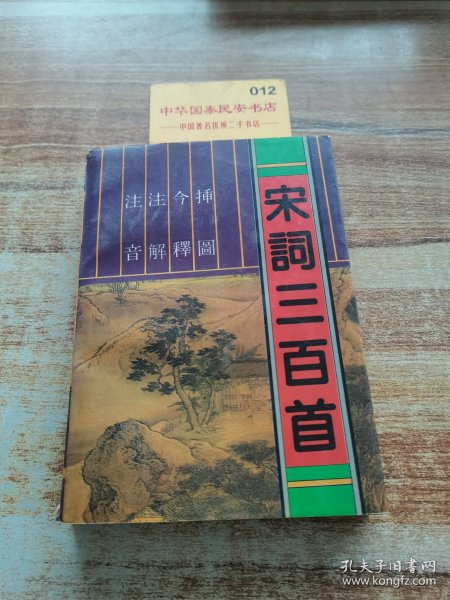 012
中华国泰民安书店
——中国著名优质二手书店——
宋詞三百首
插圖
今釋
注解
注音
孔夫子旧书网
www.kongfz.com